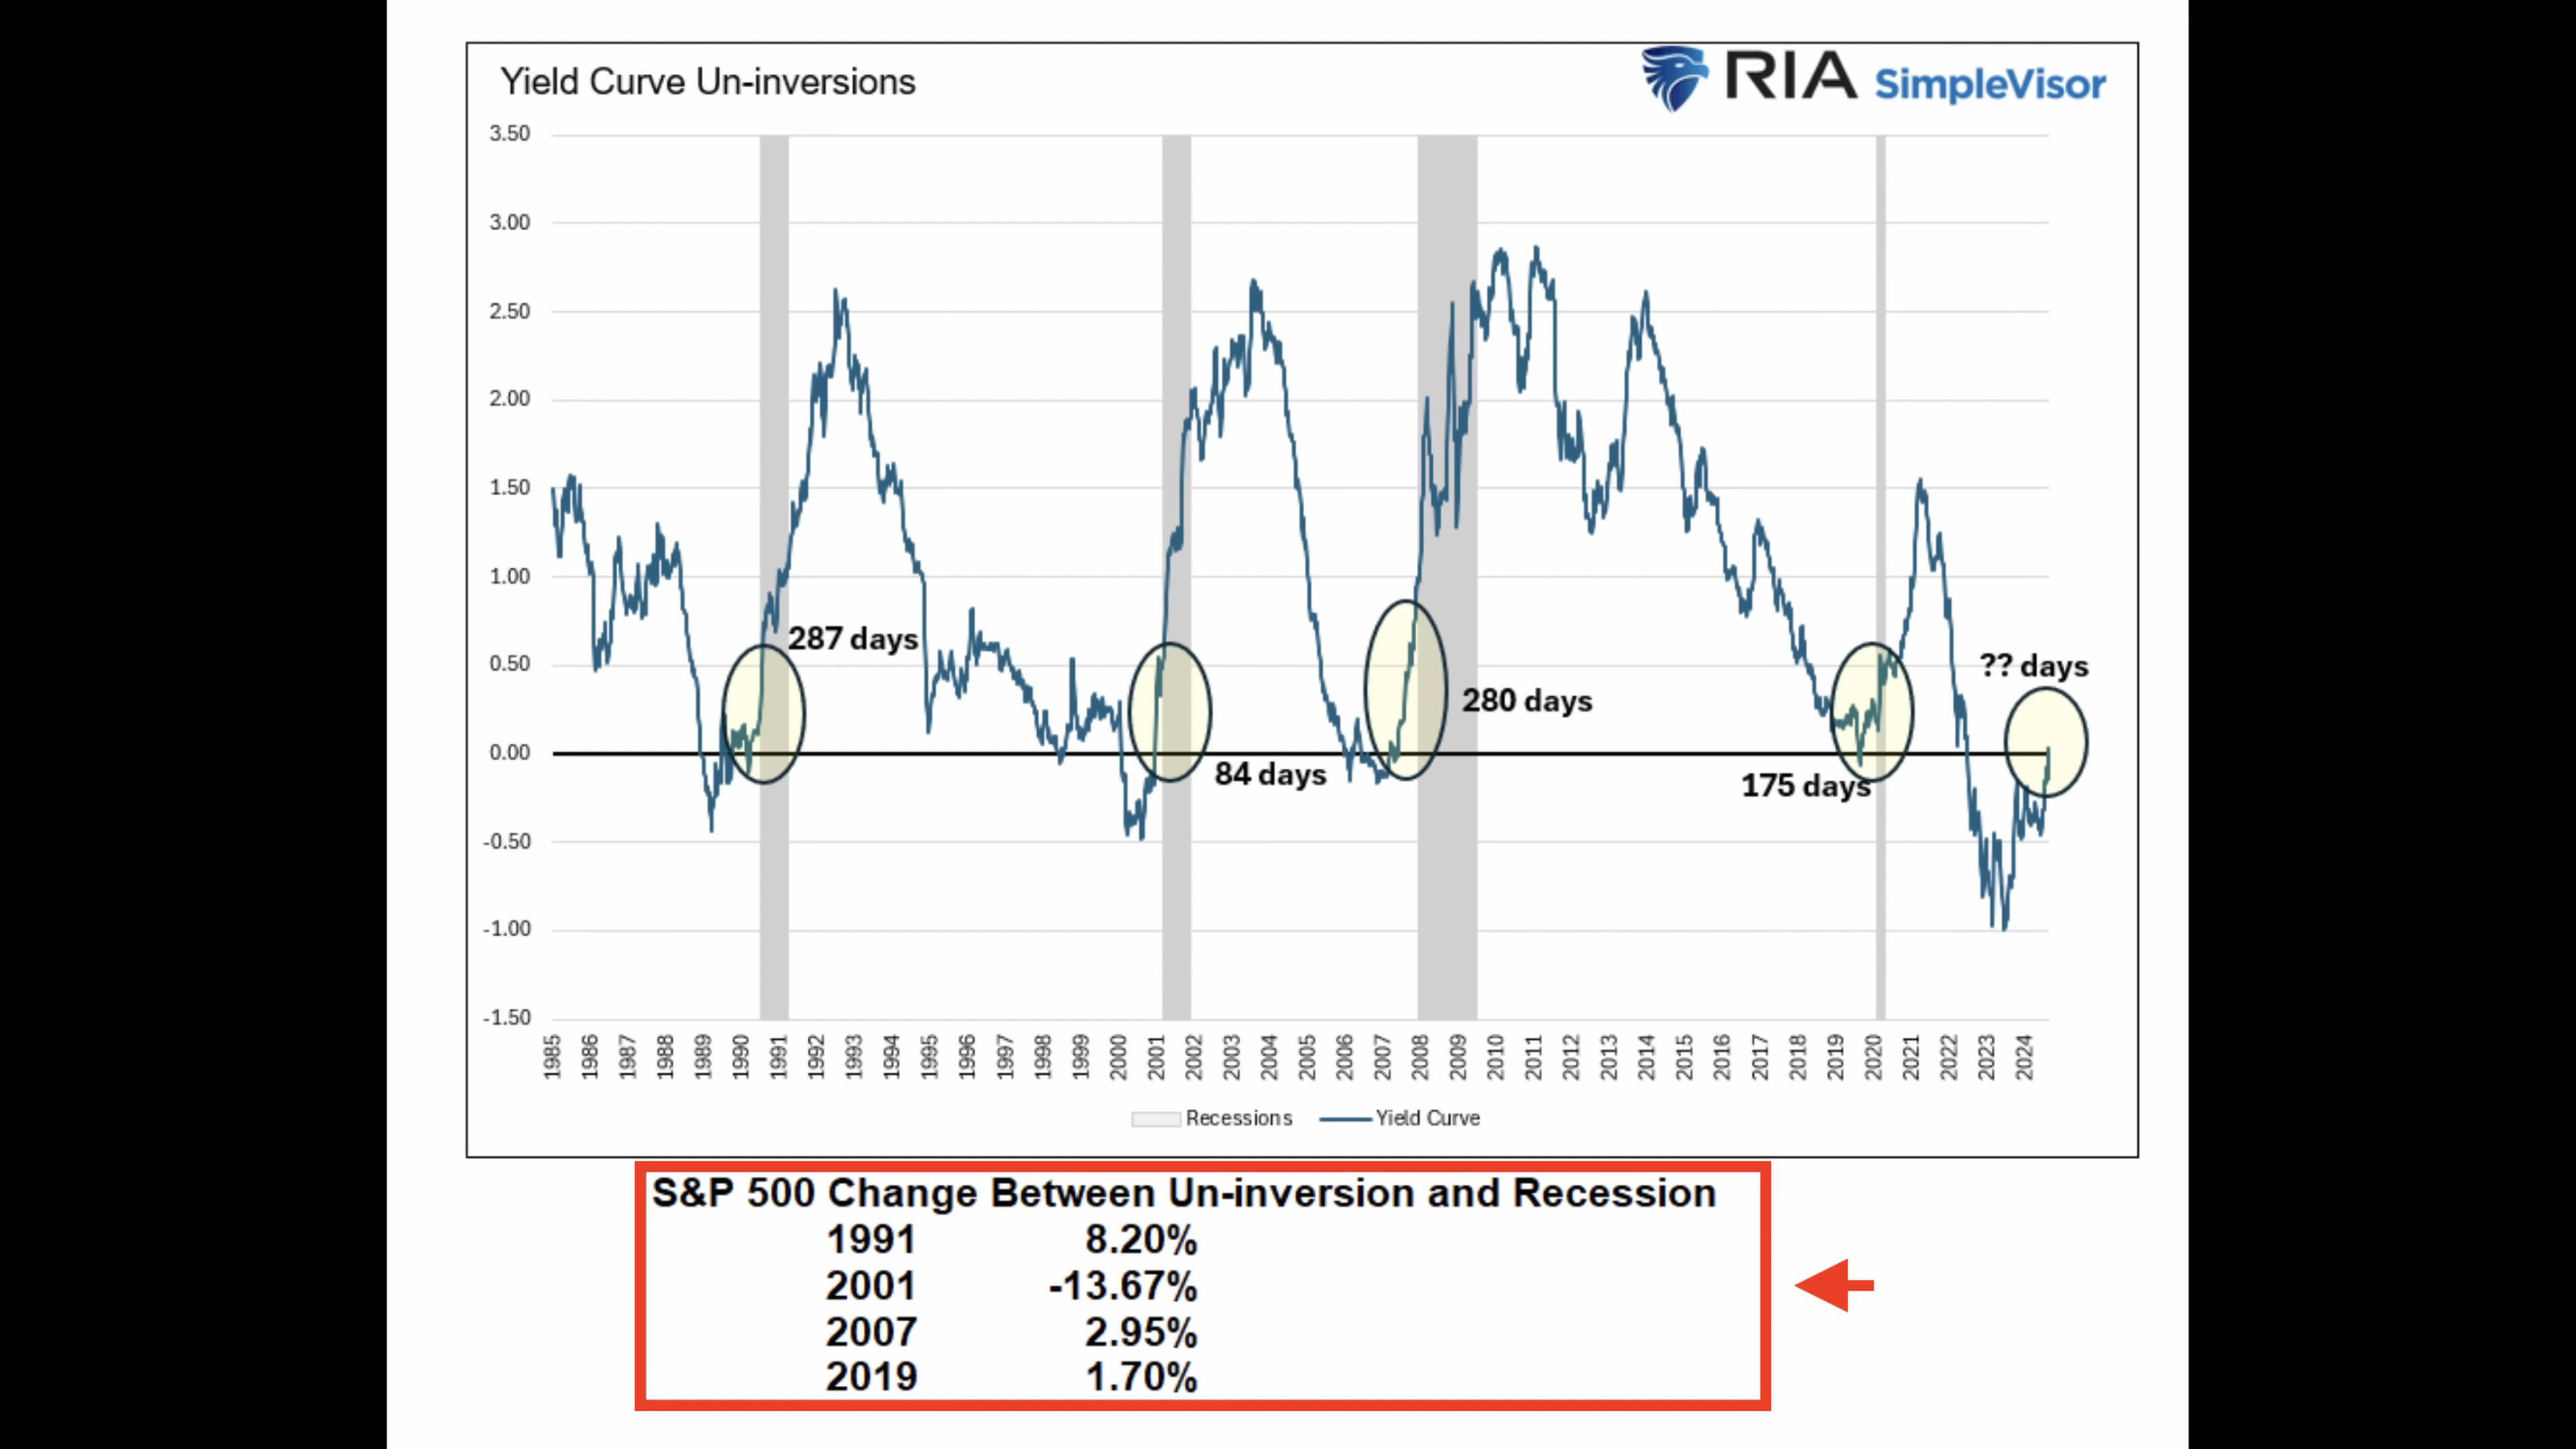 Yield Curve Un-inversions
RIA SimpleVisor
3.50
3.00
2.50
2.00
1.50
1.00
0.50
0.00
-0.50
-1.00
-1.50
287 days
84 days
280 days
175 days
?? days
1985 1986 1987 1988 1989 1990 1991 1992 1993 1994 1995 1996 1997 1998 1999 2000 2001 2002 2003 2004 2005 2006 2007 2008 2009 2010 2011 2012 2013 2014 2015 2016 2017 2018 2019 2020 2021 2022 2023 2024
Recessions Yield Curve
S&P 500 Change Between Un-inversion and Recession
1991 8.20%
2001 -13.67%
2007 2.95%
2019 1.70%